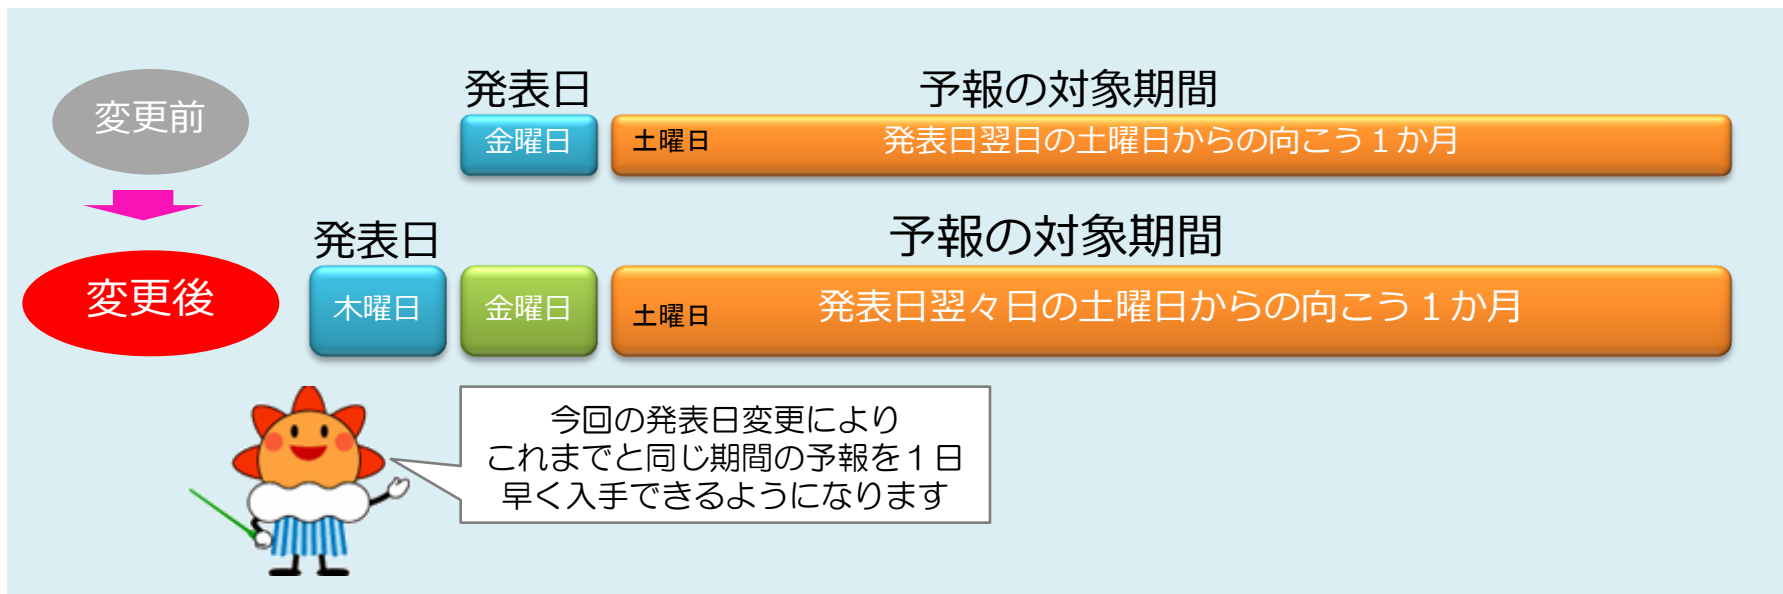 変更前
発表日
予報の対象期間
金曜日
土曜日
発表日翌日の土曜日からの向こう１か月
変更後
発表日
予報の対象期間
木曜日
金曜日
土曜日
発表日翌々日の土曜日からの向こう１か月
今回の発表日変更により
これまでと同じ期間の予報を１日
早く入手できるようになります